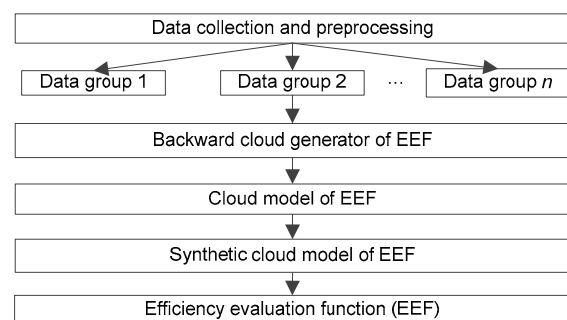 Data collection and preprocessing
Data group 1 Data group 2 ... Data group n
Backward cloud generator of EEF
Cloud model of EEF
Synthetic cloud model of EEF
Efficiency evaluation function (EEF)